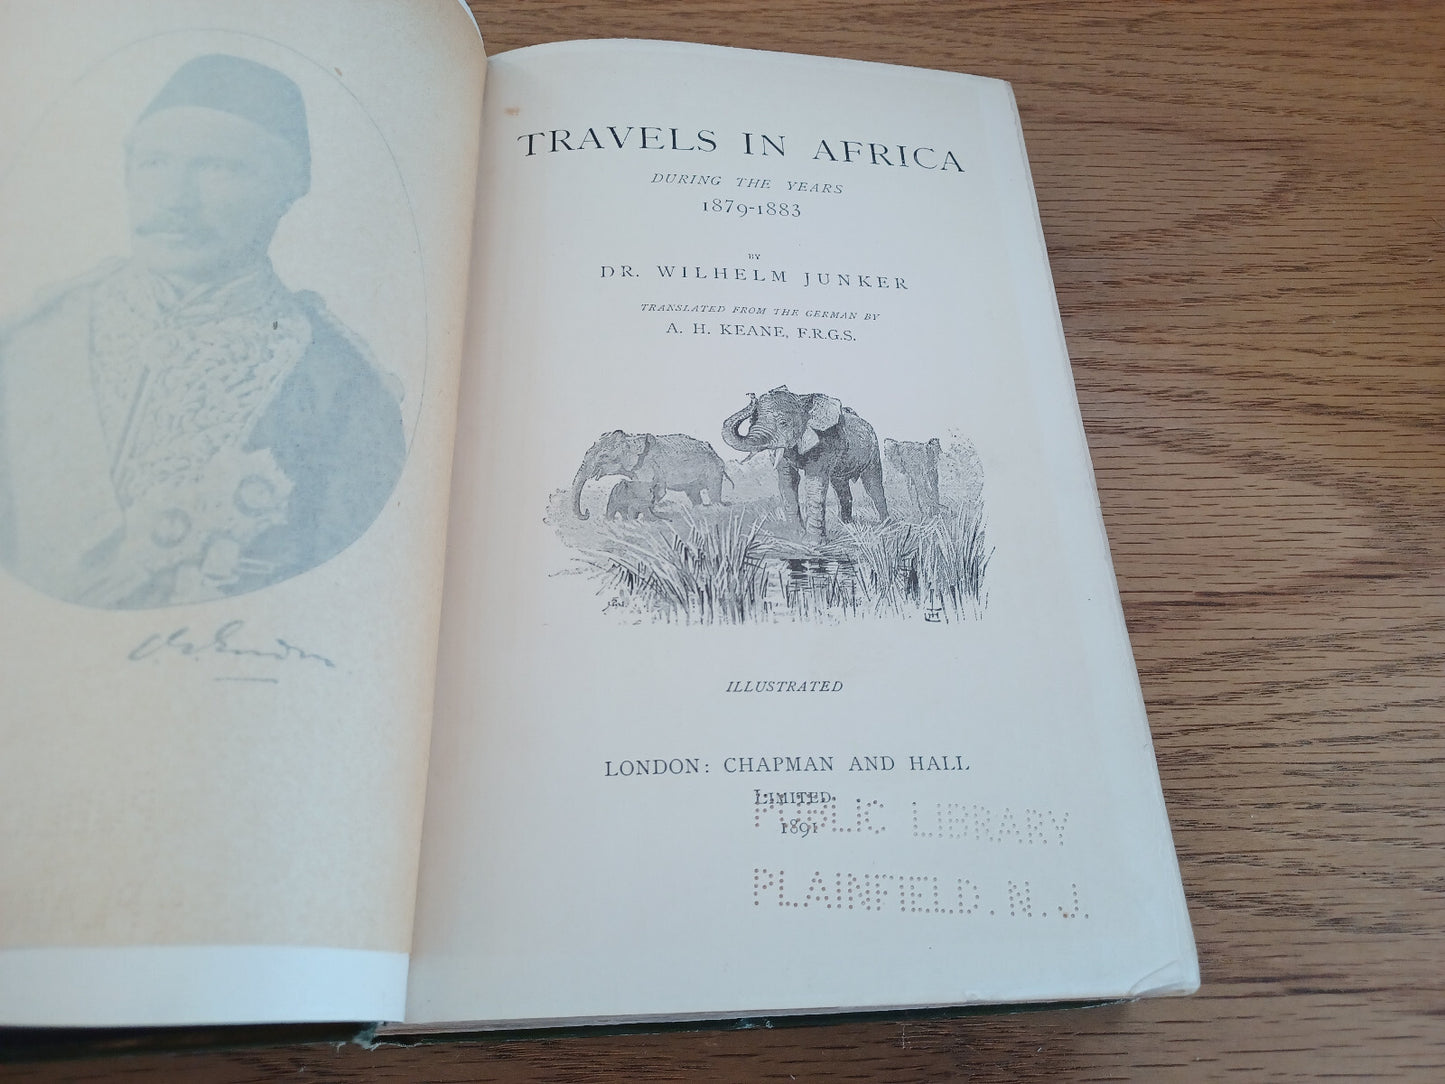 TRAVELS IN AFRICA
DURING THE YEARS
1879-1883
BY
DR. WILHELM JUNKER
TRANSLATED FROM THE GERMAN BY
A. H. KEANE, F.R.G.S.
ILLUSTRATED
LONDON: CHAPMAN AND HALL
LIMITED
1891
PUBLIC LIBRARY
PLAINFIELD. N. J.